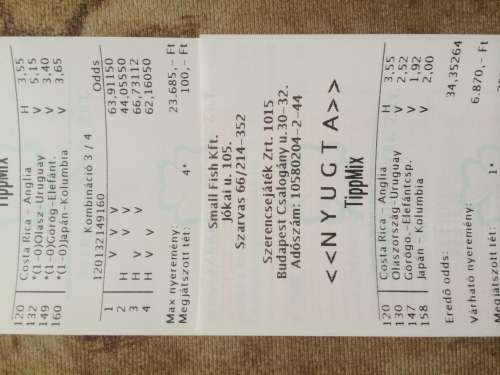 TippMix
120 Costa Rica - Anglia H 3,55
132 *(1-0)Olasz-Uruguay V 5,15
149 *(1-0)Görög-Elefánt. V 3,40
160 *(1-0)Japán-Kolumbia V 3,65
Kombináció 3 / 4
120132149160 Odds
1 V V V 63,91150
2 H V V 44,05550
3 H V V 66,73112
4 H V V 62,16050
Max nyeremény: 23.685,- Ft
Megjátszott tét: 4* 100,- Ft
Small Fish Kft.
Jókai u. 105.
Szarvas 66/214-352
Szerencsejáték Zrt. 1015
Budapest Csalogány u.30-32.
Adószám: 10580204-2-44
<<NYUGTA>>
TippMix
120 Costa Rica - Anglia H 3,55
130 Olaszország-Uruguay V 2,52
147 Görögo.-Elefántcsp. V 1,92
158 Japán - Kolumbia V 2,00
Eredő odds: 34,35264
Várható nyeremény: 6.870,- Ft
Megjátszott tét: 1*